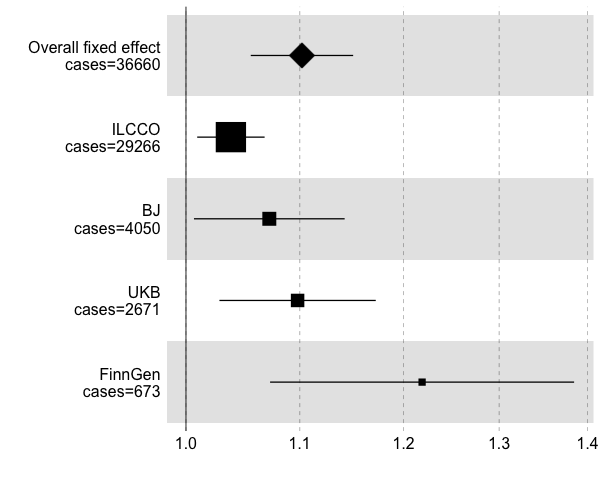 Overall fixed effect
cases=36660
ILCCO
cases=29266
BJ
cases=4050
UKB
cases=2671
FinnGen
cases=673
1.0 1.1 1.2 1.3 1.4